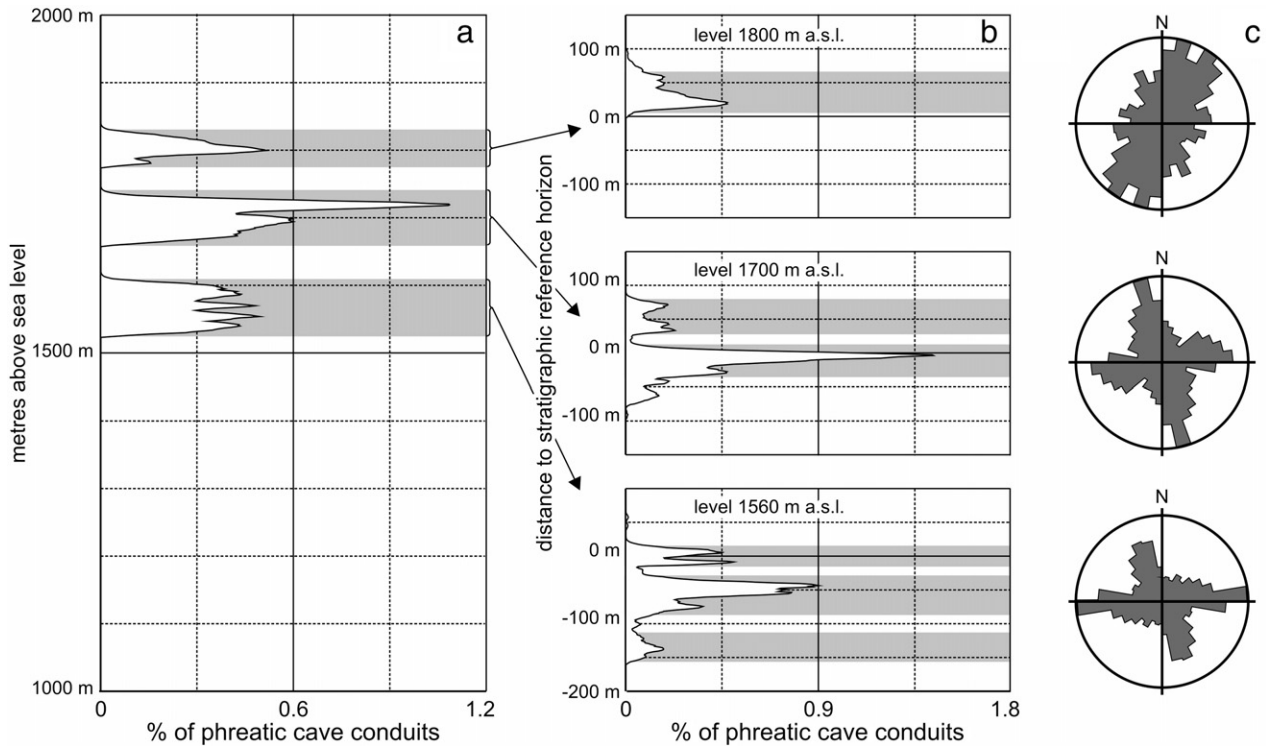 a
2000 m
1500 m
1000 m
metres above sea level
0
0.6
1.2
% of phreatic cave conduits
b
distance to stratigraphic reference horizon
level 1800 m a.s.l.
100 m
0 m
-100 m
level 1700 m a.s.l.
100 m
0 m
-100 m
level 1560 m a.s.l.
0 m
-100 m
-200 m
0
0.9
1.8
% of phreatic cave conduits
c
N
N
N